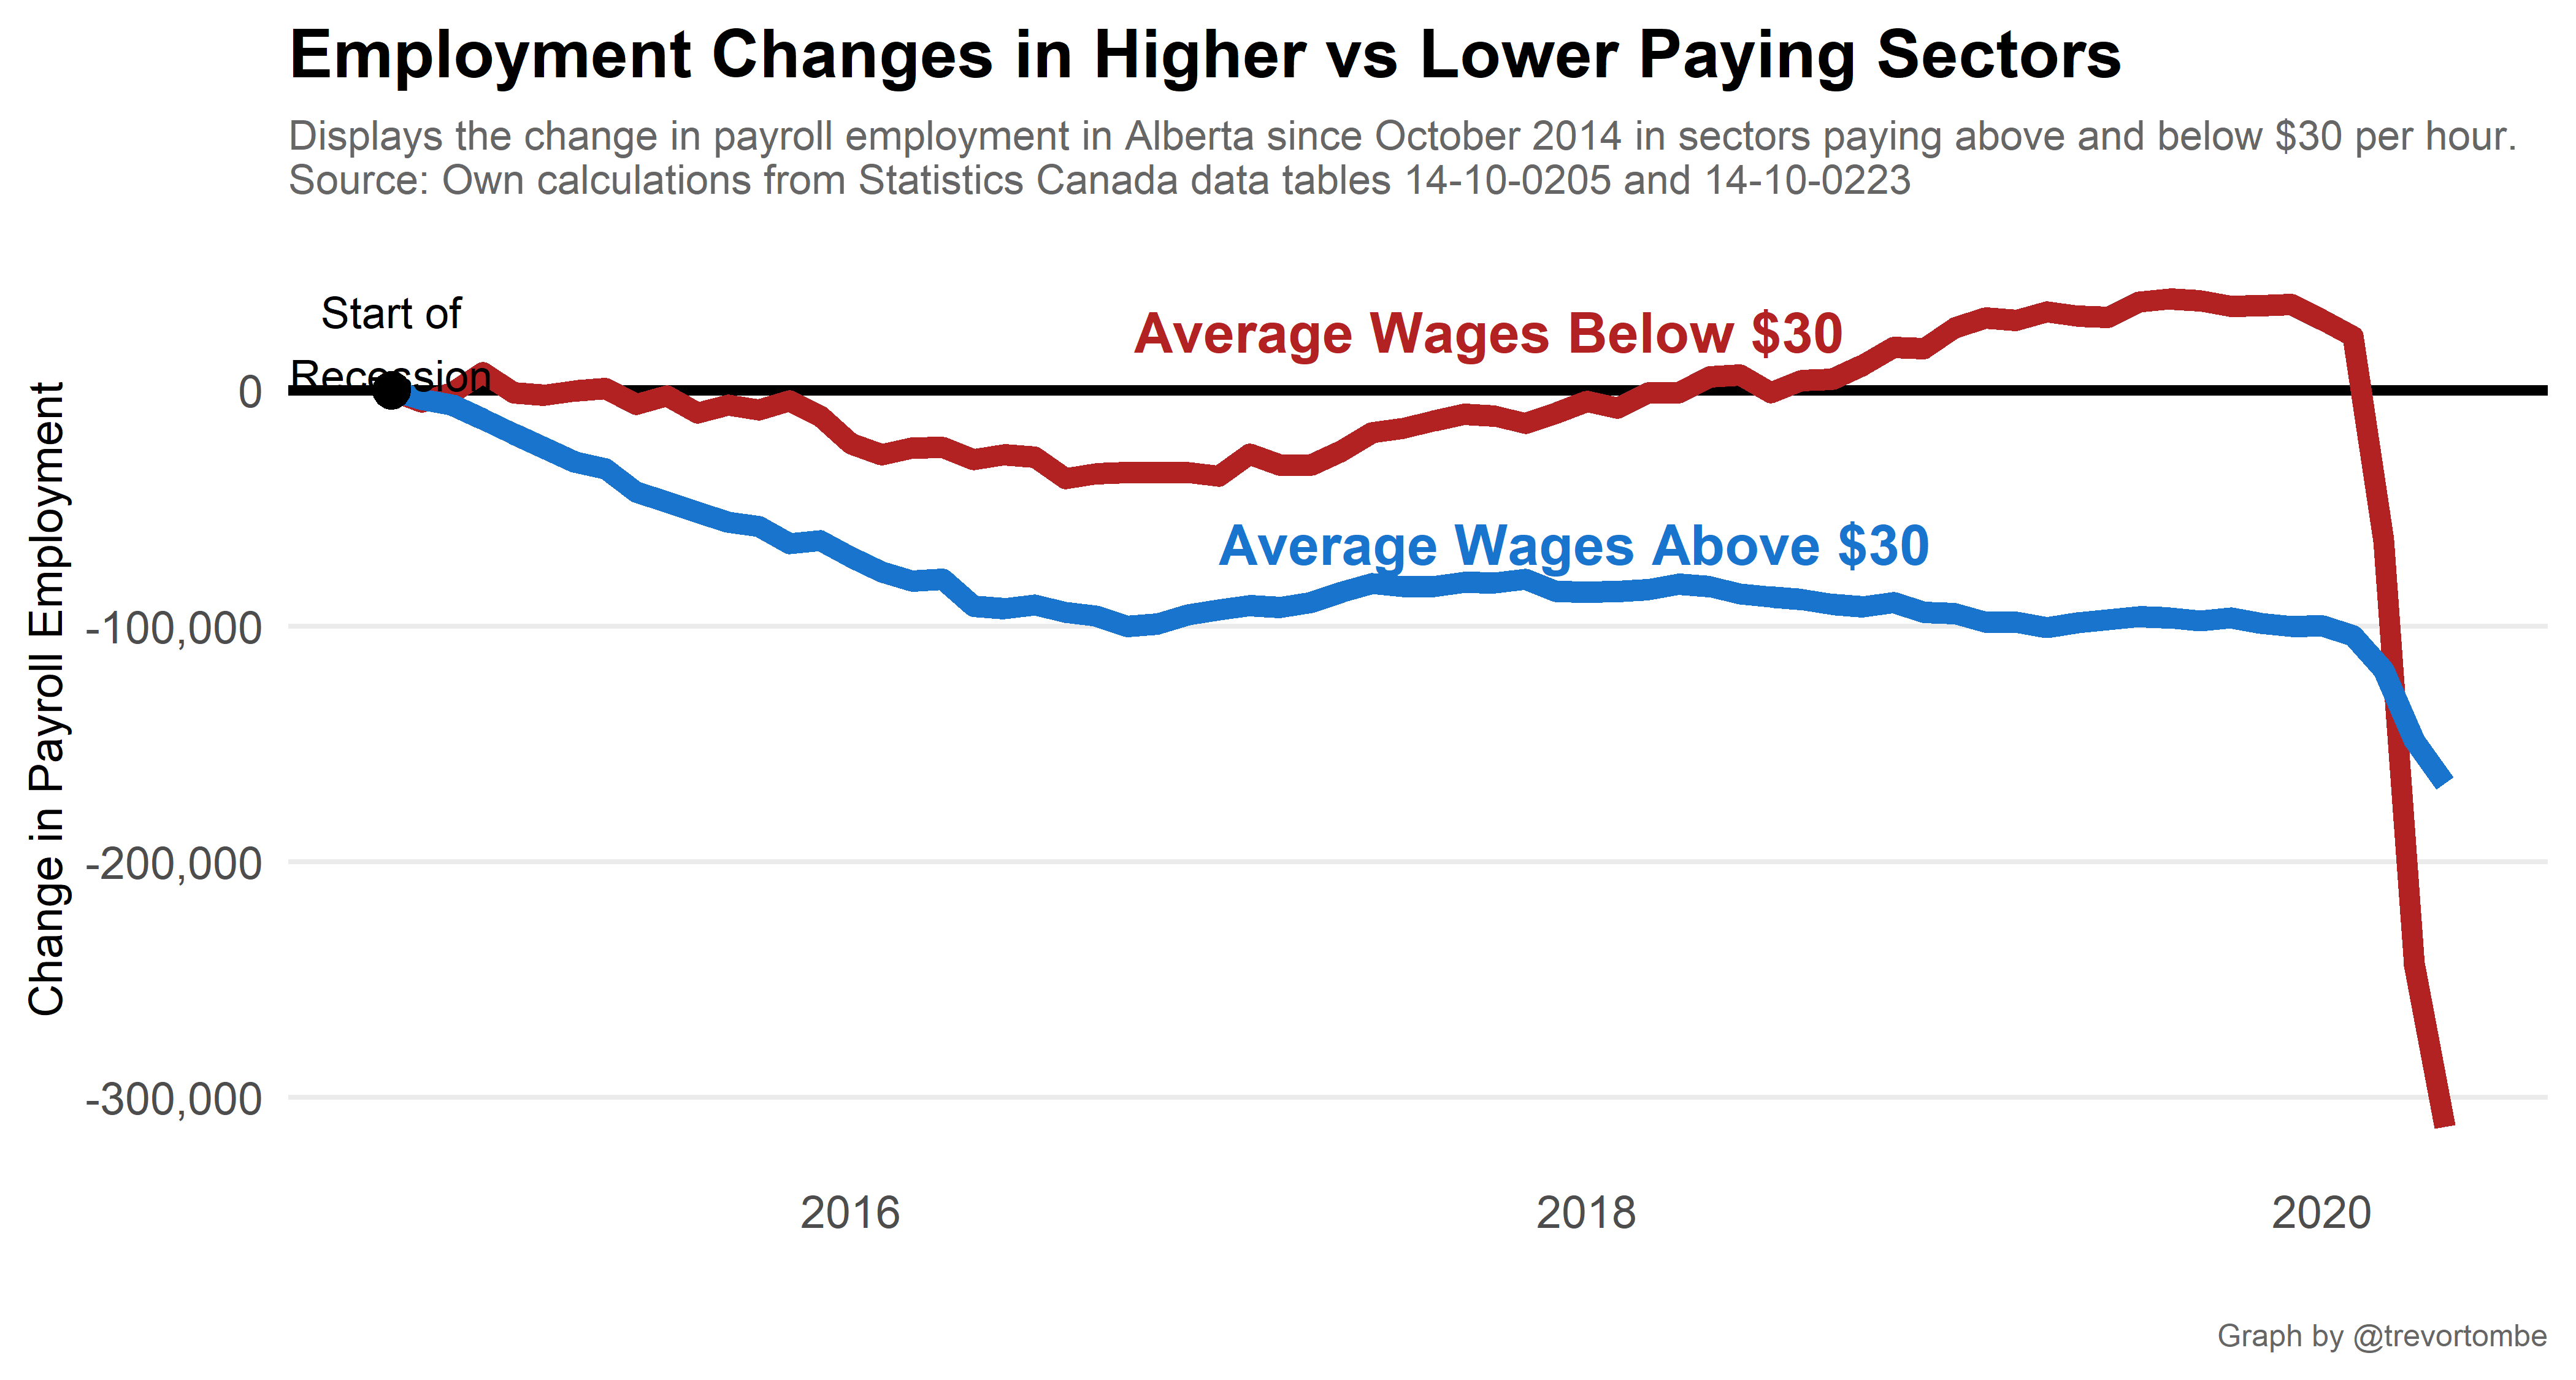 Employment Changes in Higher vs Lower Paying Sectors
Displays the change in payroll employment in Alberta since October 2014 in sectors paying above and below $30 per hour.
Source: Own calculations from Statistics Canada data tables 14-10-0205 and 14-10-0223
Start of
Recession
Average Wages Below $30
Average Wages Above $30
Change in Payroll Employment
0
-100,000
-200,000
-300,000
2016
2018
2020
Graph by @trevortombe